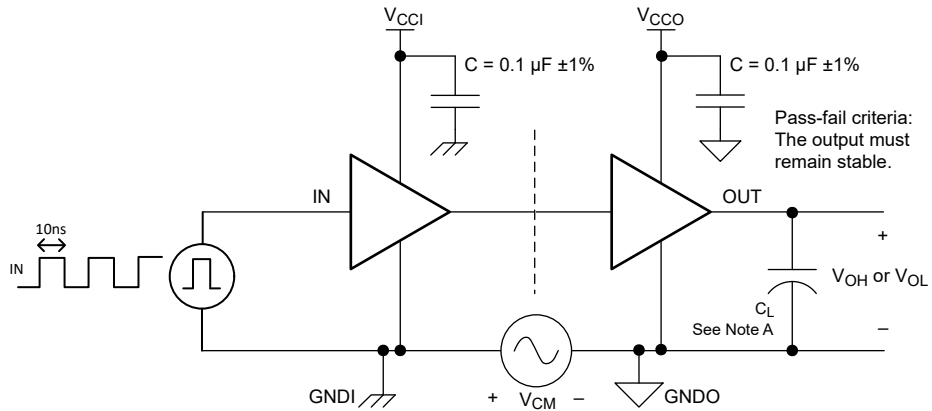 V_CCI
V_CCO
C = 0.1 µF ±1%
C = 0.1 µF ±1%
Pass-fail criteria:
The output must
remain stable.
IN
OUT
10ns
IN
+
V_OH or V_OL
C_L
See Note A
–
GNDI
+ V_CM –
GNDO